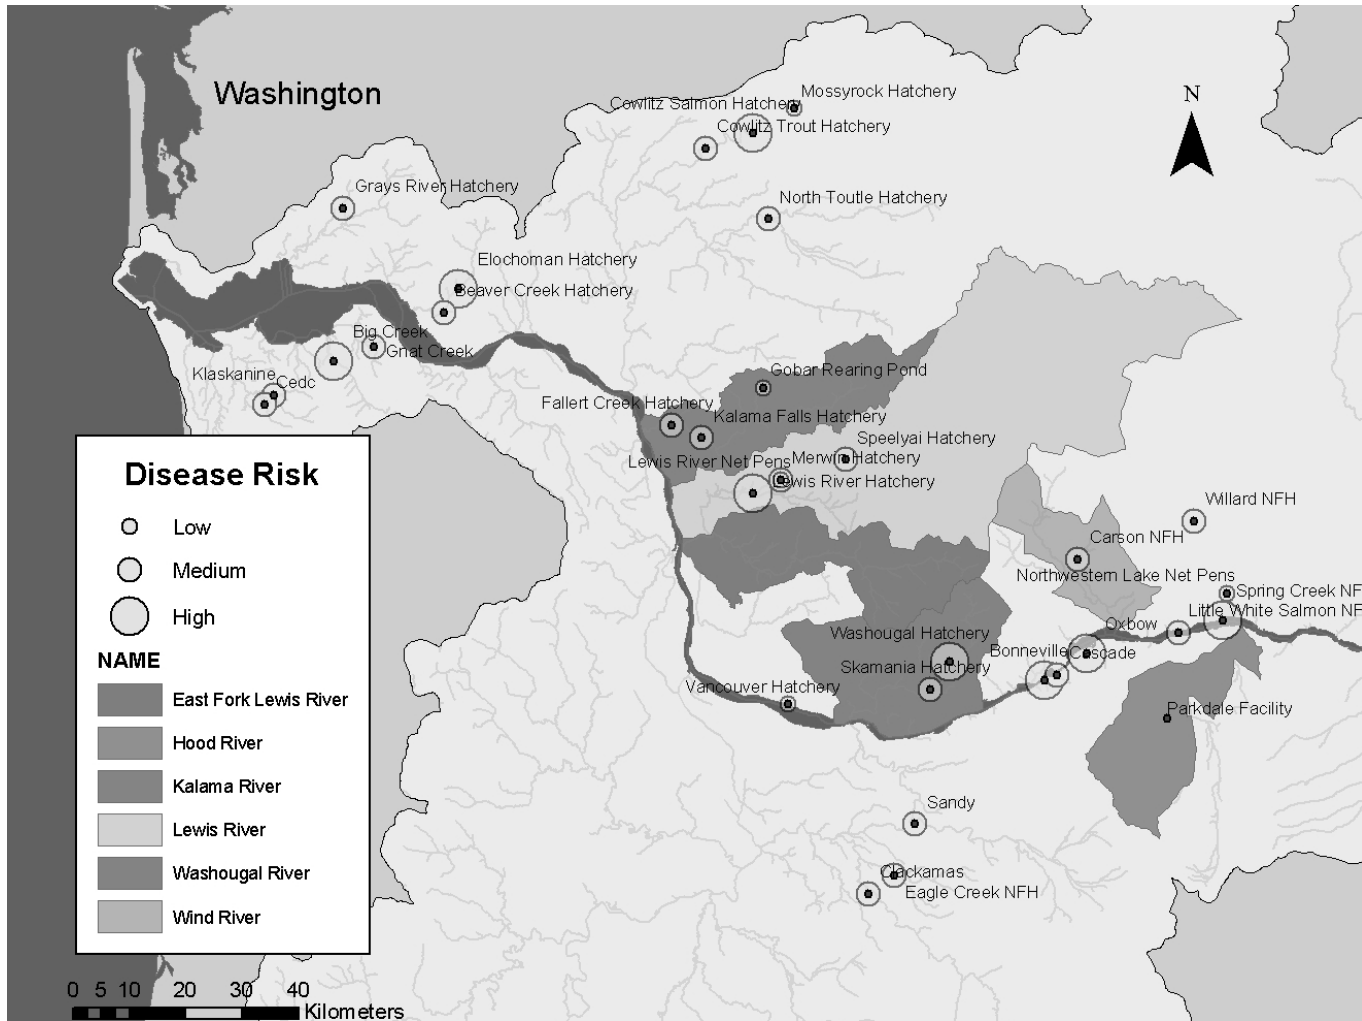 Washington
Mossyrock Hatchery
Cowlitz Salmon Hatchery
Cowlitz Trout Hatchery
N
Grays River Hatchery
North Toutle Hatchery
Elochoman Hatchery
Beaver Creek Hatchery
Big Creek
Gnat Creek
Klaskanine
Cedc
Gobar Rearing Pond
Fallert Creek Hatchery
Kalama Falls Hatchery
Speelyai Hatchery
Lewis River Net Pens
Merwin Hatchery
Lewis River Hatchery
Willard NFH
Carson NFH
Northwestern Lake Net Pens
Spring Creek NF
Little White Salmon NF
Oxbow
Washougal Hatchery
Bonneville
Cascade
Skamania Hatchery
Vancouver Hatchery
Parkdale Facility
Sandy
Clackamas
Eagle Creek NFH
Disease Risk
Low
Medium
High
NAME
East Fork Lewis River
Hood River
Kalama River
Lewis River
Washougal River
Wind River
0 5 10 20 30 40
Kilometers